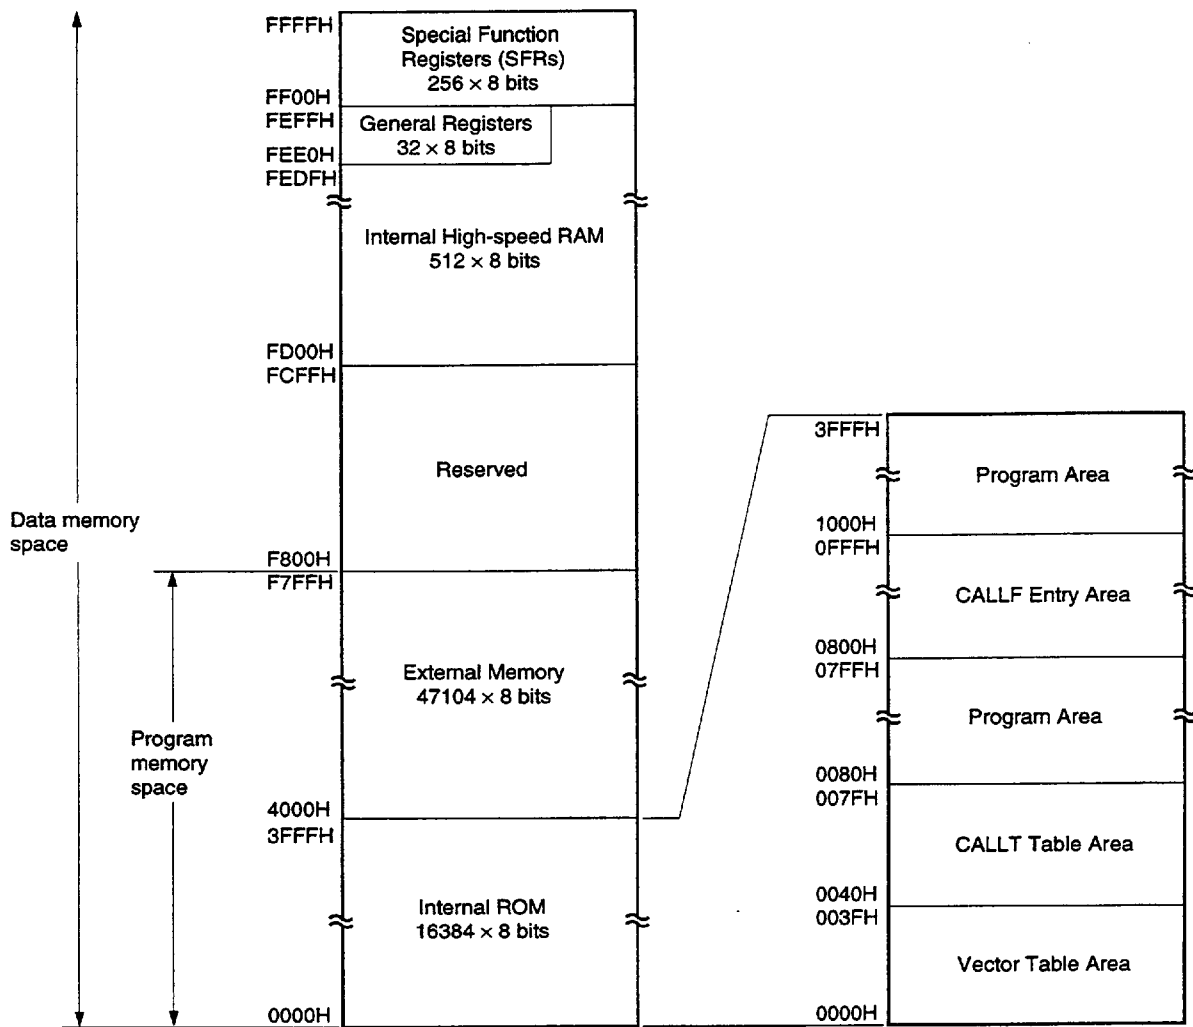 FFFFH
Special Function
Registers (SFRs)
256 × 8 bits
FF00H
FEFFH
General Registers
32 × 8 bits
FEE0H
FEDFH
Internal High-speed RAM
512 × 8 bits
FD00H
FCFFH
Reserved
Data memory
space
F800H
F7FFH
External Memory
47104 × 8 bits
Program
memory
space
4000H
3FFFH
Internal ROM
16384 × 8 bits
0000H
3FFFH
Program Area
1000H
0FFFH
CALLF Entry Area
0800H
07FFH
Program Area
0080H
007FH
CALLT Table Area
0040H
003FH
Vector Table Area
0000H